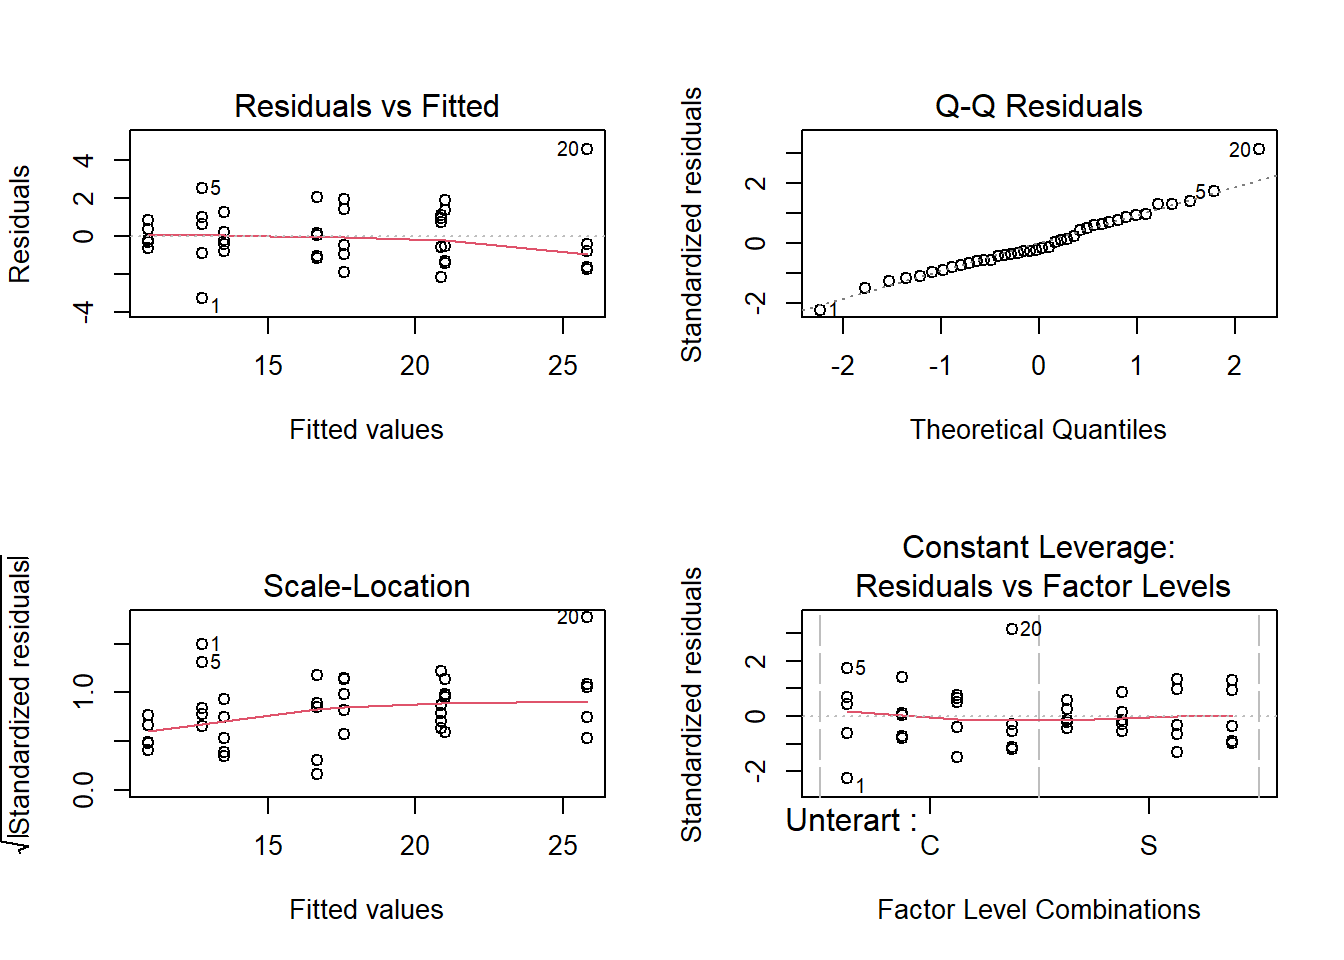 Residuals vs Fitted
Residuals
4
2
0
-4
20
5
1
15
20
25
Fitted values
Q-Q Residuals
Standardized residuals
2
0
-2
20
5
1
-2
-1
0
1
2
Theoretical Quantiles
Scale-Location
√|Standardized residuals|
1.0
0.0
20
1
5
15
20
25
Fitted values
Constant Leverage:
Residuals vs Factor Levels
Standardized residuals
2
0
-2
20
5
1
Unterart :
C
S
Factor Level Combinations